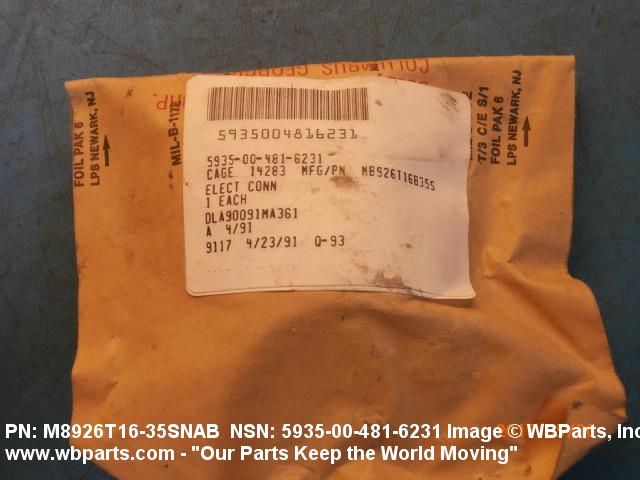 COLUMBUS GEORGIA
CORP.
FOIL PAK 6
LPS NEWARK, NJ
MIL-B-117E
T/3 C/E S/1
FOIL PAK 6
LPS NEWARK, NJ
5935004816231
5935-00-481-6231
CAGE 14283 MFG/PN M8926T16B35S
ELECT CONN
1 EACH
DLA90091MA361
A 4/91
9117 4/23/91 Q-93
PN: M8926T16-35SNAB NSN: 5935-00-481-6231 Image © WBParts, Inc
www.wbparts.com - "Our Parts Keep the World Moving"